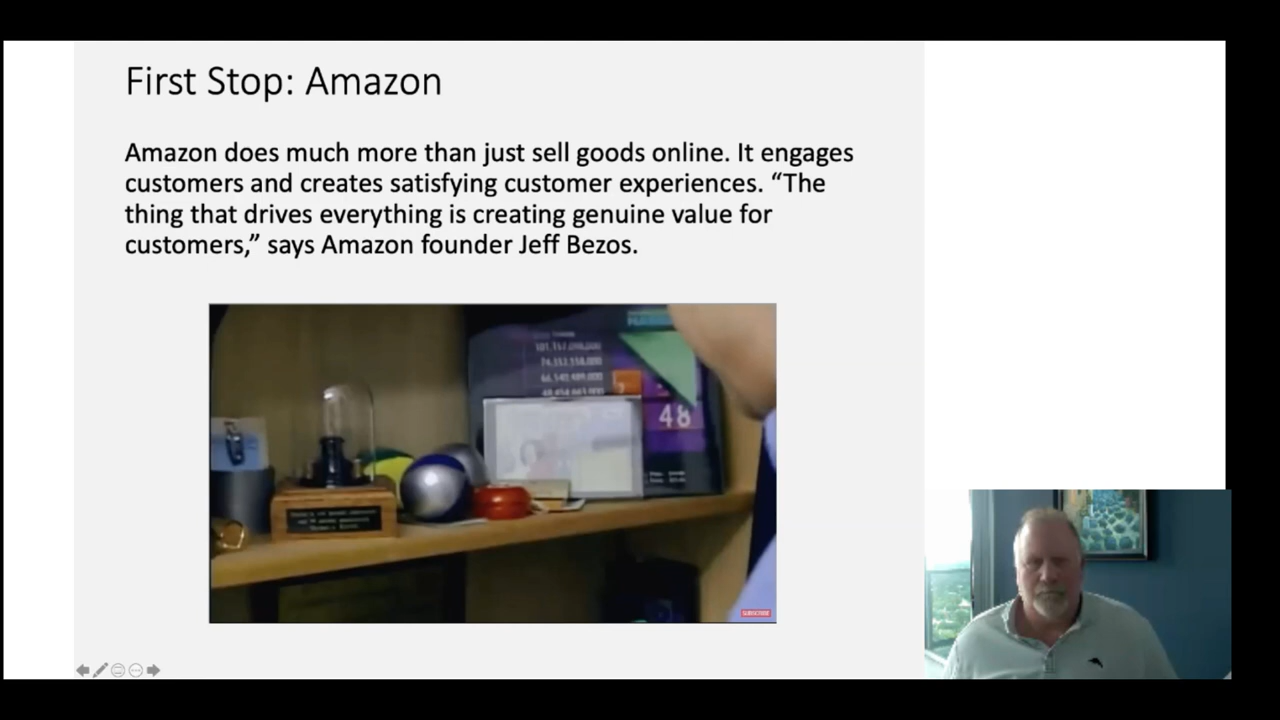 First Stop: Amazon
Amazon does much more than just sell goods online. It engages
customers and creates satisfying customer experiences. “The
thing that drives everything is creating genuine value for
customers,” says Amazon founder Jeff Bezos.
48
SUBSCRIBE